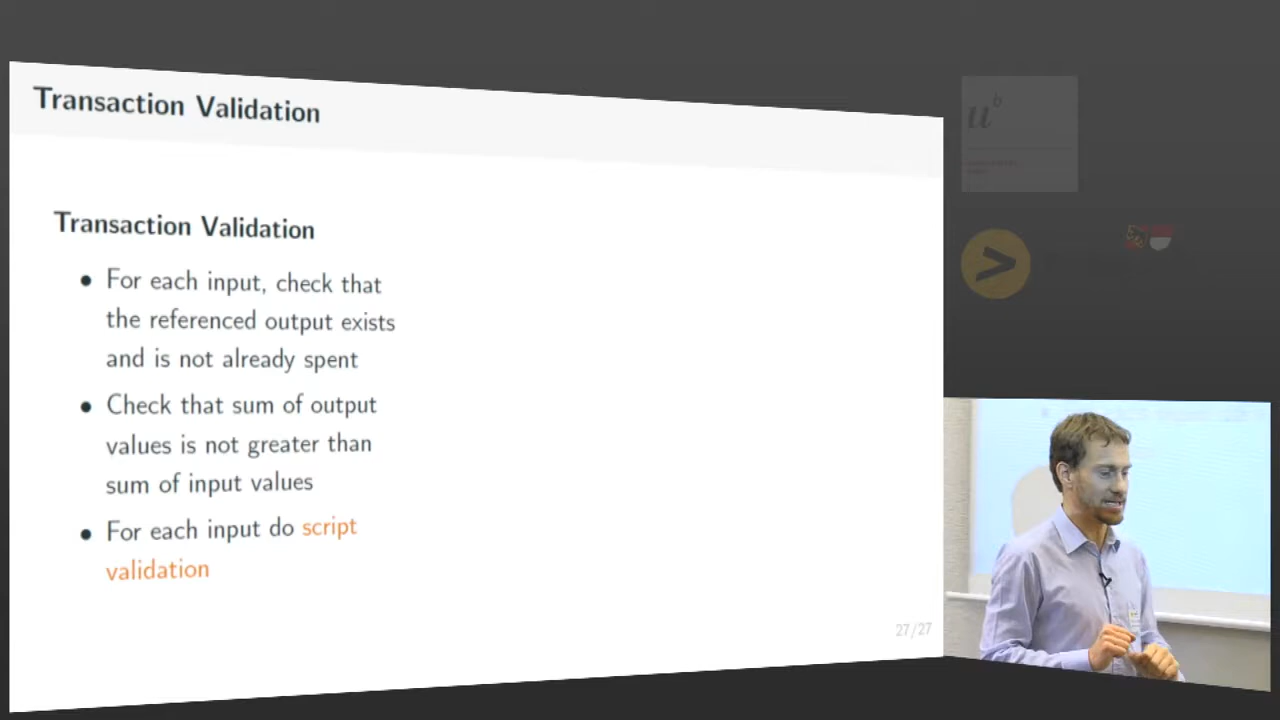 Transaction Validation
Transaction Validation
• For each input, check that
the referenced output exists
and is not already spent
• Check that sum of output
values is not greater than
sum of input values
• For each input do script
validation
27/27
u
b